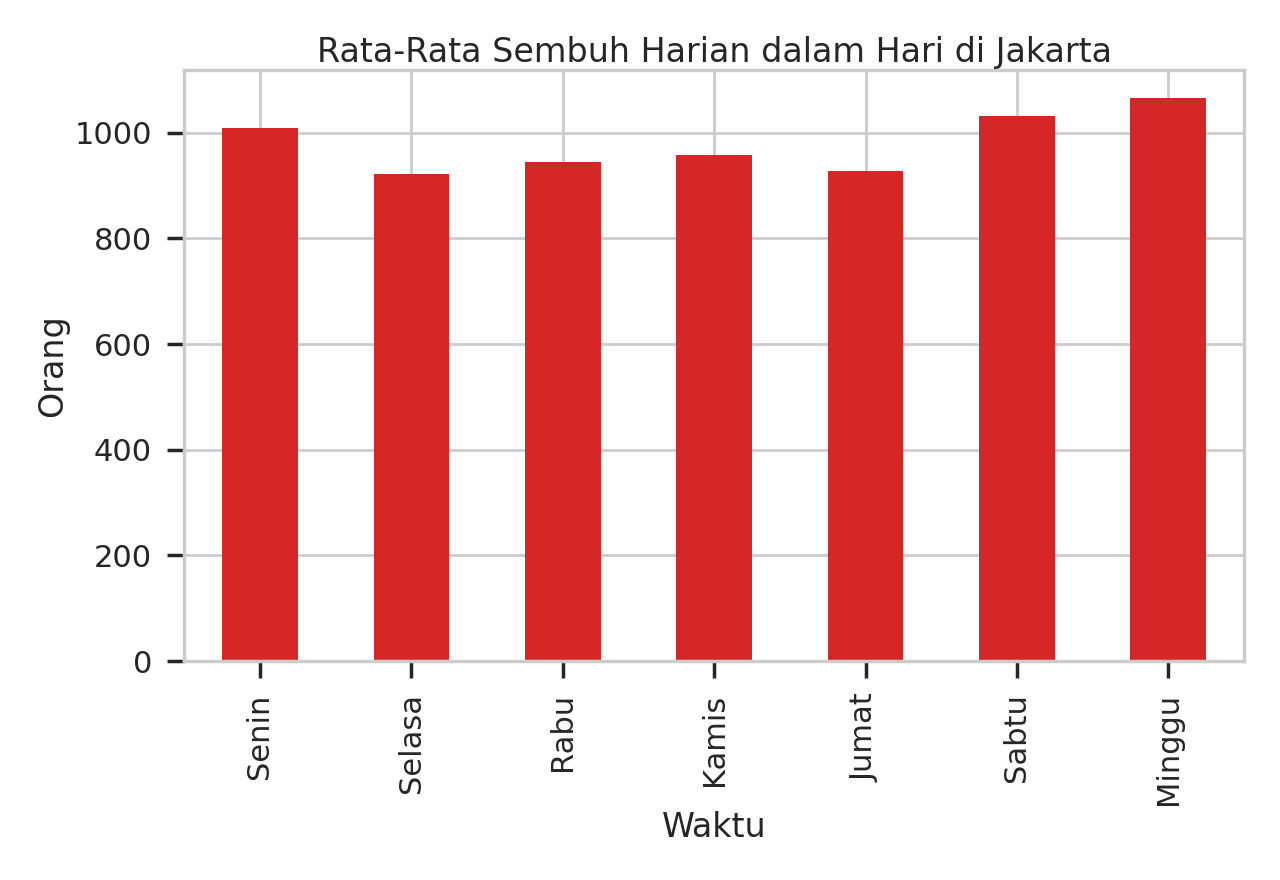 Rata-Rata Sembuh Harian dalam Hari di Jakarta
1000
800
600
400
200
0
Orang
Senin
Selasa
Rabu
Kamis
Jumat
Sabtu
Minggu
Waktu